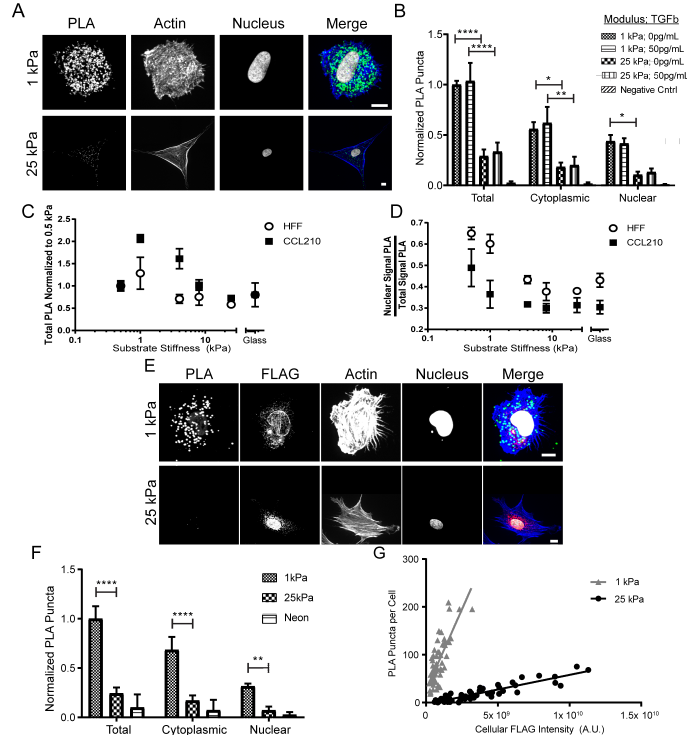 A
PLA Actin Nucleus Merge
1 kPa
25 kPa
B
Normalized PLA Puncta
1.5
1.0
0.5
0.0
**** ****
* **
*
Total Cytoplasmic Nuclear
Modulus; TGFb
1 kPa; 0pg/mL
1 kPa; 50pg/mL
25 kPa; 0pg/mL
25 kPa; 50pg/mL
Negative Cntrl
C
Total PLA Normalized to 0.5 kPa
2.5
2.0
1.5
1.0
0.5
0.0
0.1 1 10 Glass
Substrate Stiffness (kPa)
HFF
CCL210
D
Nuclear Signal PLA
Total Signal PLA
0.7
0.6
0.5
0.4
0.3
0.2
0.1 1 10 Glass
Substrate Stiffness (kPa)
HFF
CCL210
E
PLA FLAG Actin Nucleus Merge
1 kPa
25 kPa
F
Normalized PLA Puncta
1.5
1.0
0.5
0.0
****
****
**
Total Cytoplasmic Nuclear
1kPa
25kPa
Neon
G
PLA Puncta per Cell
300
200
100
0
0 5x10⁹ 1x10¹⁰ 1.5x10¹⁰
Cellular FLAG Intensity (A.U.)
1 kPa
25 kPa